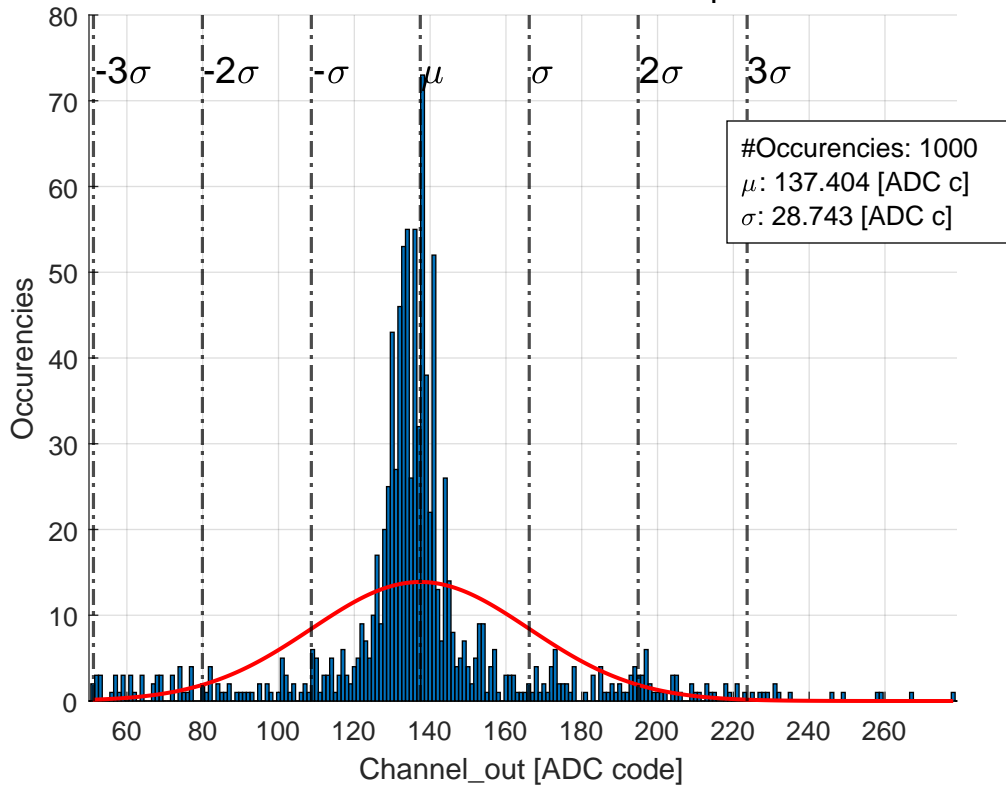 80
-3σ -2σ -σ μ σ 2σ 3σ
70
#Occurencies: 1000
μ: 137.404 [ADC c]
σ: 28.743 [ADC c]
60
50
40
30
20
10
0
Occurencies
60 80 100 120 140 160 180 200 220 240 260
Channel_out [ADC code]